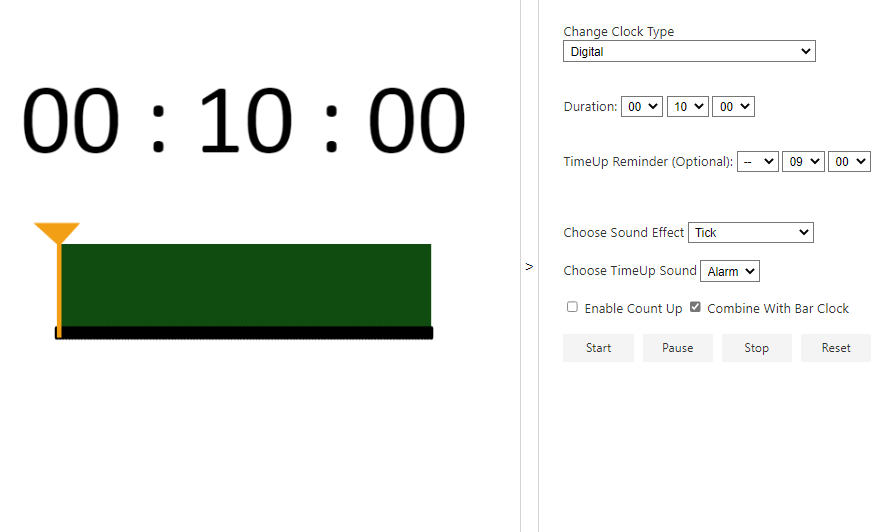 00 : 10 : 00
>
Change Clock Type
Digital
Duration: 00 10 00
TimeUp Reminder (Optional): -- 09 00
Choose Sound Effect Tick
Choose TimeUp Sound Alarm
Enable Count Up Combine With Bar Clock
Start Pause Stop Reset